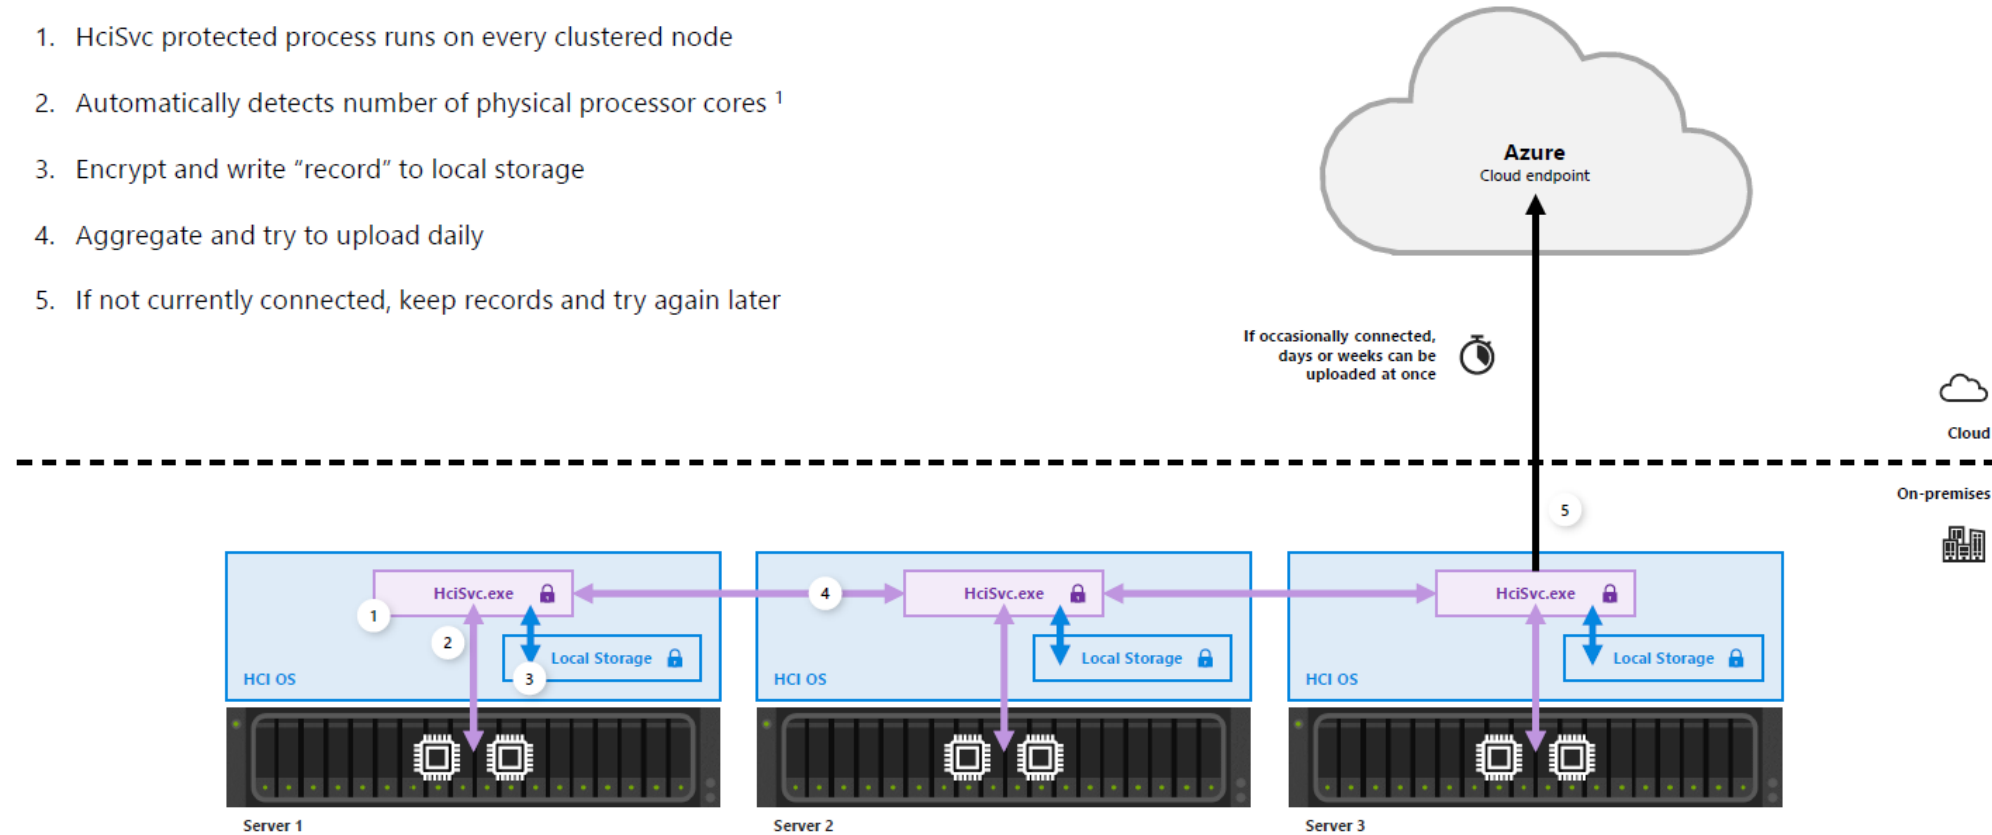 1. HciSvc protected process runs on every clustered node
2. Automatically detects number of physical processor cores 1
3. Encrypt and write “record” to local storage
4. Aggregate and try to upload daily
5. If not currently connected, keep records and try again later
Azure
Cloud endpoint
If occasionally connected,
days or weeks can be
uploaded at once
Cloud
On-premises
5
HciSvc.exe
1
2
3
Local Storage
HCI OS
4
HciSvc.exe
Local Storage
HCI OS
HciSvc.exe
Local Storage
HCI OS
Server 1
Server 2
Server 3